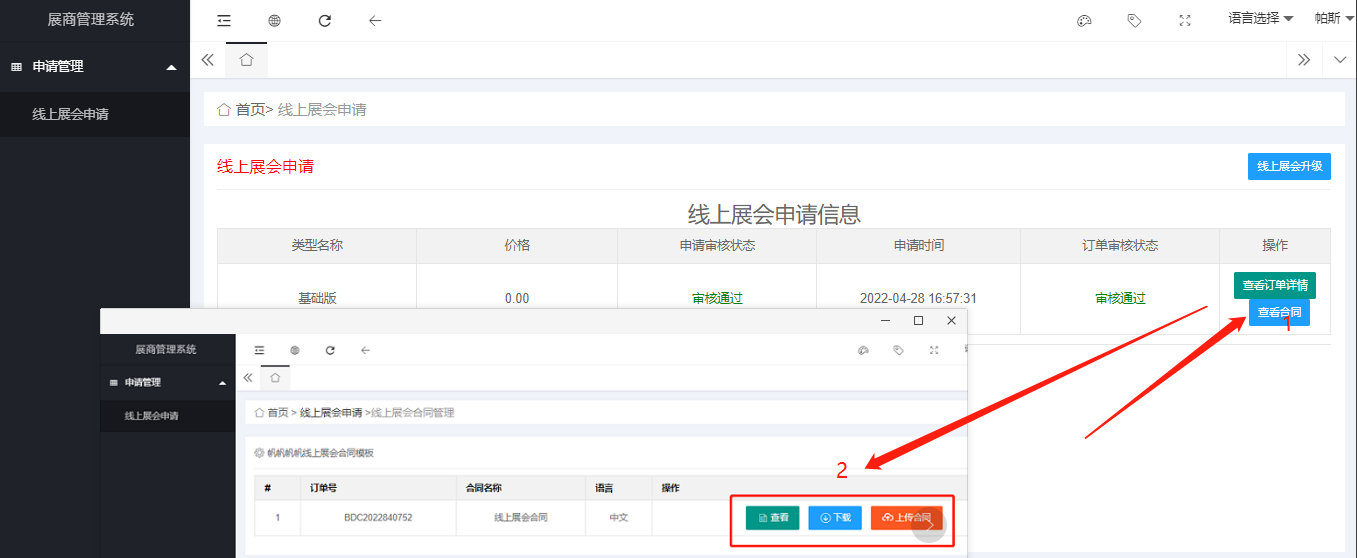 展商管理系统
语言选择 帕斯
申请管理
线上展会申请
首页> 线上展会申请
线上展会申请
线上展会升级
线上展会申请信息
类型名称 价格 申请审核状态 申请时间 订单审核状态 操作
基础版 0.00 审核通过 2022-04-28 16:57:31 审核通过 查看订单详情
查看合同
1
展商管理系统
申请管理
线上展会申请
首页 > 线上展会申请 >线上展会合同管理
帆帆帆帆线上展会合同模板
2
# 订单号 合同名称 语言 操作
1 BDC2022840752 线上展会合同 中文 查看 下载 上传合同